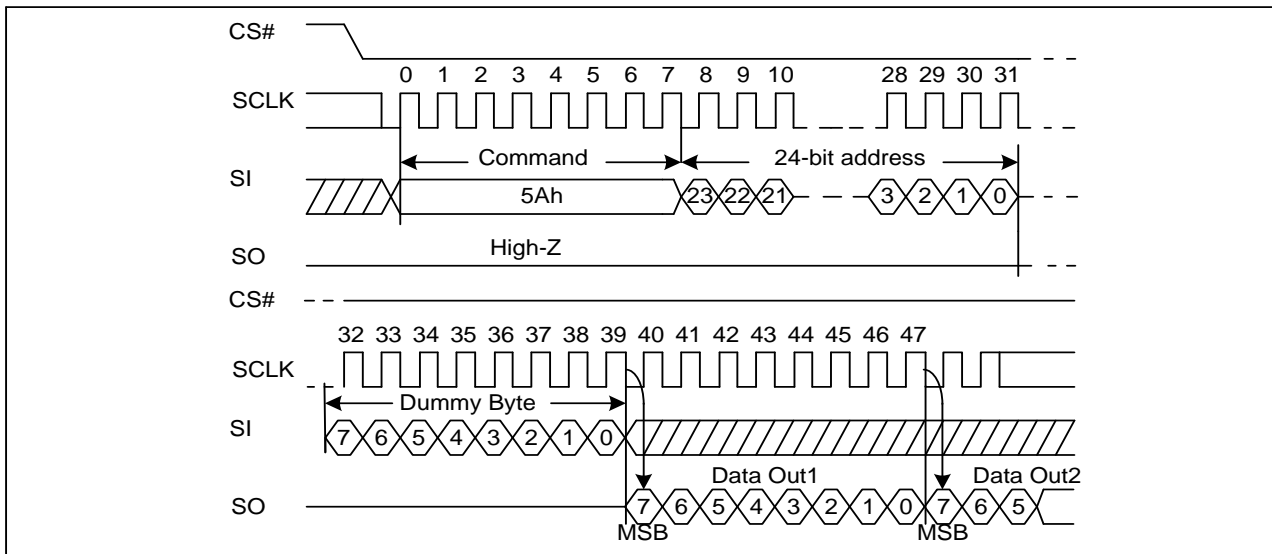 CS#
0 1 2 3 4 5 6 7 8 9 10 28 29 30 31
SCLK
Command 24-bit address
SI 5Ah 23 22 21 3 2 1 0
High-Z
SO
CS#
32 33 34 35 36 37 38 39 40 41 42 43 44 45 46 47
SCLK
Dummy Byte
SI 7 6 5 4 3 2 1 0
Data Out1 Data Out2
SO 7 6 5 4 3 2 1 0 7 6 5
MSB MSB